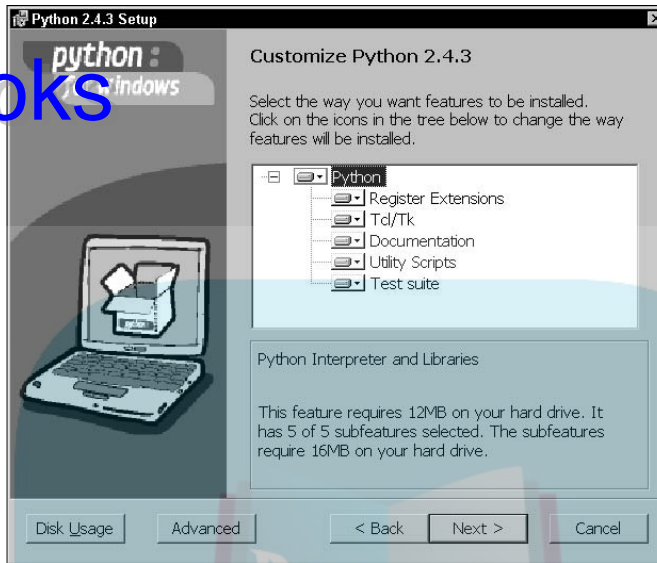 Python 2.4.3 Setup
python
for windows
oks
Customize Python 2.4.3
Select the way you want features to be installed.
Click on the icons in the tree below to change the way
features will be installed.
Python
Register Extensions
Tcl/Tk
Documentation
Utility Scripts
Test suite
Python Interpreter and Libraries
This feature requires 12MB on your hard drive. It
has 5 of 5 subfeatures selected. The subfeatures
require 16MB on your hard drive.
Disk Usage
Advanced
< Back
Next >
Cancel